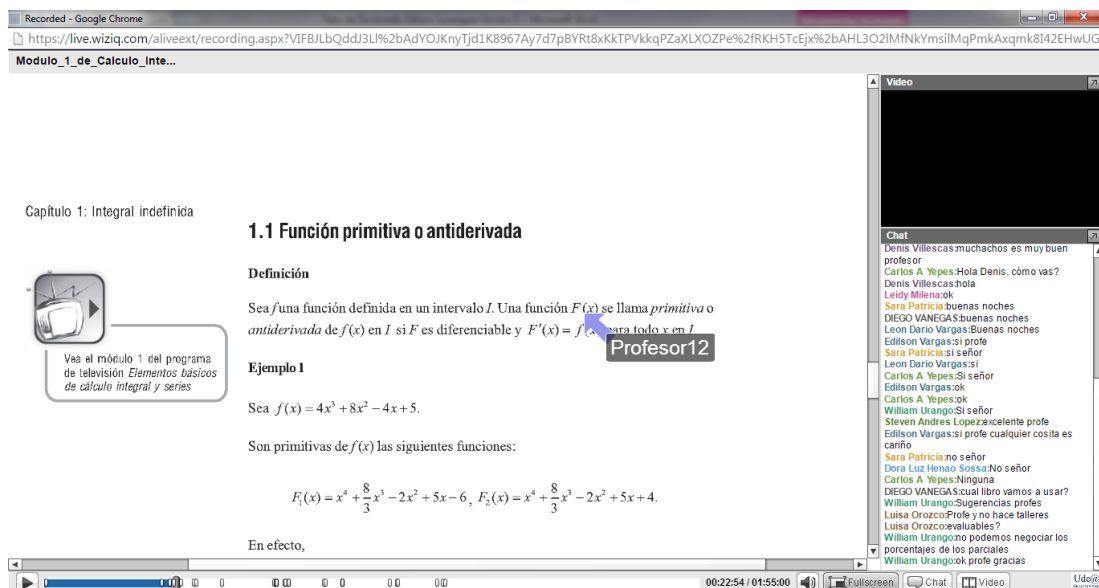 Recorded - Google Chrome
https://live.wiziq.com/aliveext/recording.aspx?VIFBJLbQddJ3Ll%2bAdYOJKnyTjd1K8967Ay7d7pBYRt8xKkTPVkkqPZaXLXOZPe%2fRKH5TcEjx%2bAHL3O2lMfNkYmsilMqPmkAxqmk8I42EHwUG
Modulo_1_de_Calculo_Inte...
Capítulo 1: Integral indefinida
1.1 Función primitiva o antiderivada
Definición
Sea f una función definida en un intervalo I. Una función F(x) se llama primitiva o
antiderivada de f(x) en I si F es diferenciable y F′(x) = f(x) para todo x en I.
Profesor12
Vea el módulo 1 del programa
de televisión Elementos básicos
de cálculo integral y series
Ejemplo 1
Sea f(x) = 4x³ + 8x² − 4x + 5.
Son primitivas de f(x) las siguientes funciones:
F₁(x) = x⁴ + 8/3 x³ − 2x² + 5x − 6, F₂(x) = x⁴ + 8/3 x³ − 2x² + 5x + 4.
En efecto,
Video
Chat
Denis Villescas:muchachos es muy buen
profesor
Carlos A Yepes:Hola Denis, còmo vas?
Denis Villescas:hola
Leidy Milena:ok
Sara Patricia:buenas noches
DIEGO VANEGAS:buenas noches
Leon Dario Vargas:Buenas noches
Edilson Vargas:si profe
Sara Patricia:si señor
Leon Dario Vargas:si
Carlos A Yepes:Si señor
Edilson Vargas:ok
Carlos A Yepes:ok
William Urango:Si señor
Steven Andres Lopez:excelente profe
Edilson Vargas:si profe cualquier cosita es
cariño
Sara Patricia:no señor
Dora Luz Henao Sossa:No señor
Carlos A Yepes:Ninguna
DIEGO VANEGAS:cual libro vamos a usar?
William Urango:Sugerencias profes
Luisa Orozco:Profe y no hace talleres
Luisa Orozco:evaluables?
William Urango:no podemos negociar los
porcentajes de los parciales
William Urango:ok profe gracias
00:22:54 / 01:55:00
Fullscreen
Chat
Video
Ude@